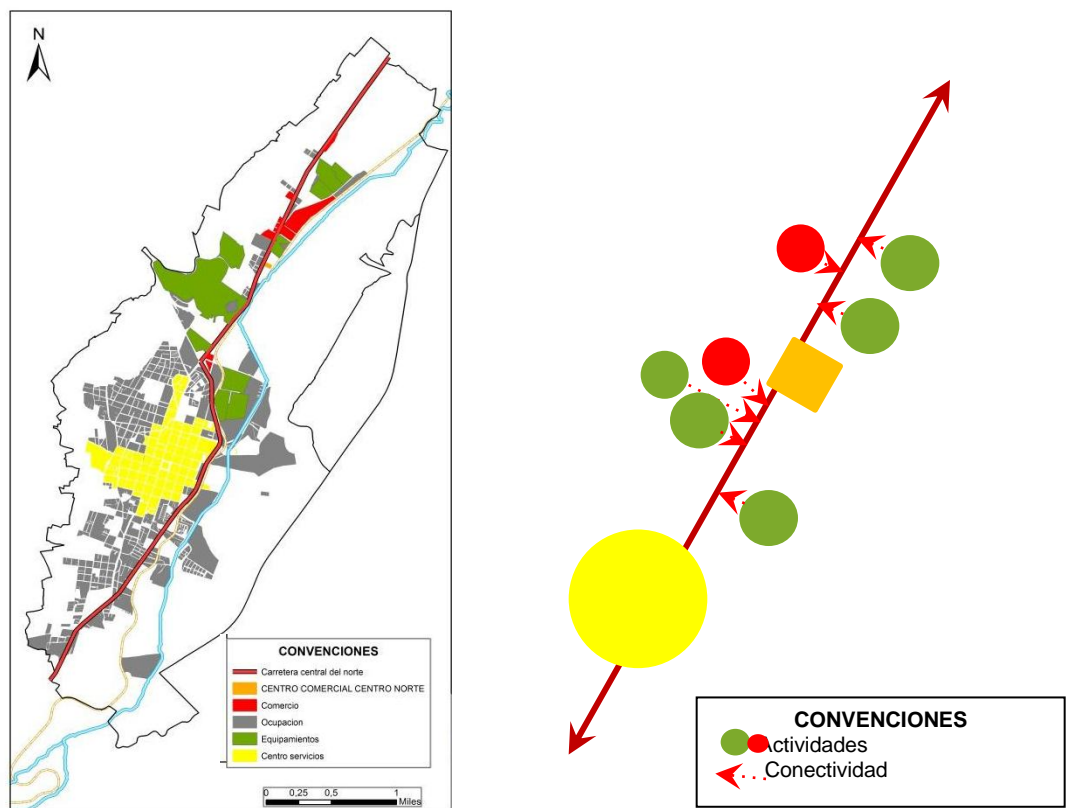 N
CONVENCIONES
Carretera central del norte
CENTRO COMERCIAL CENTRO NORTE
Comercio
Ocupacion
Equipamientos
Centro servicios
0 0,25 0,5 1
Miles
CONVENCIONES
ctividades
Conectividad